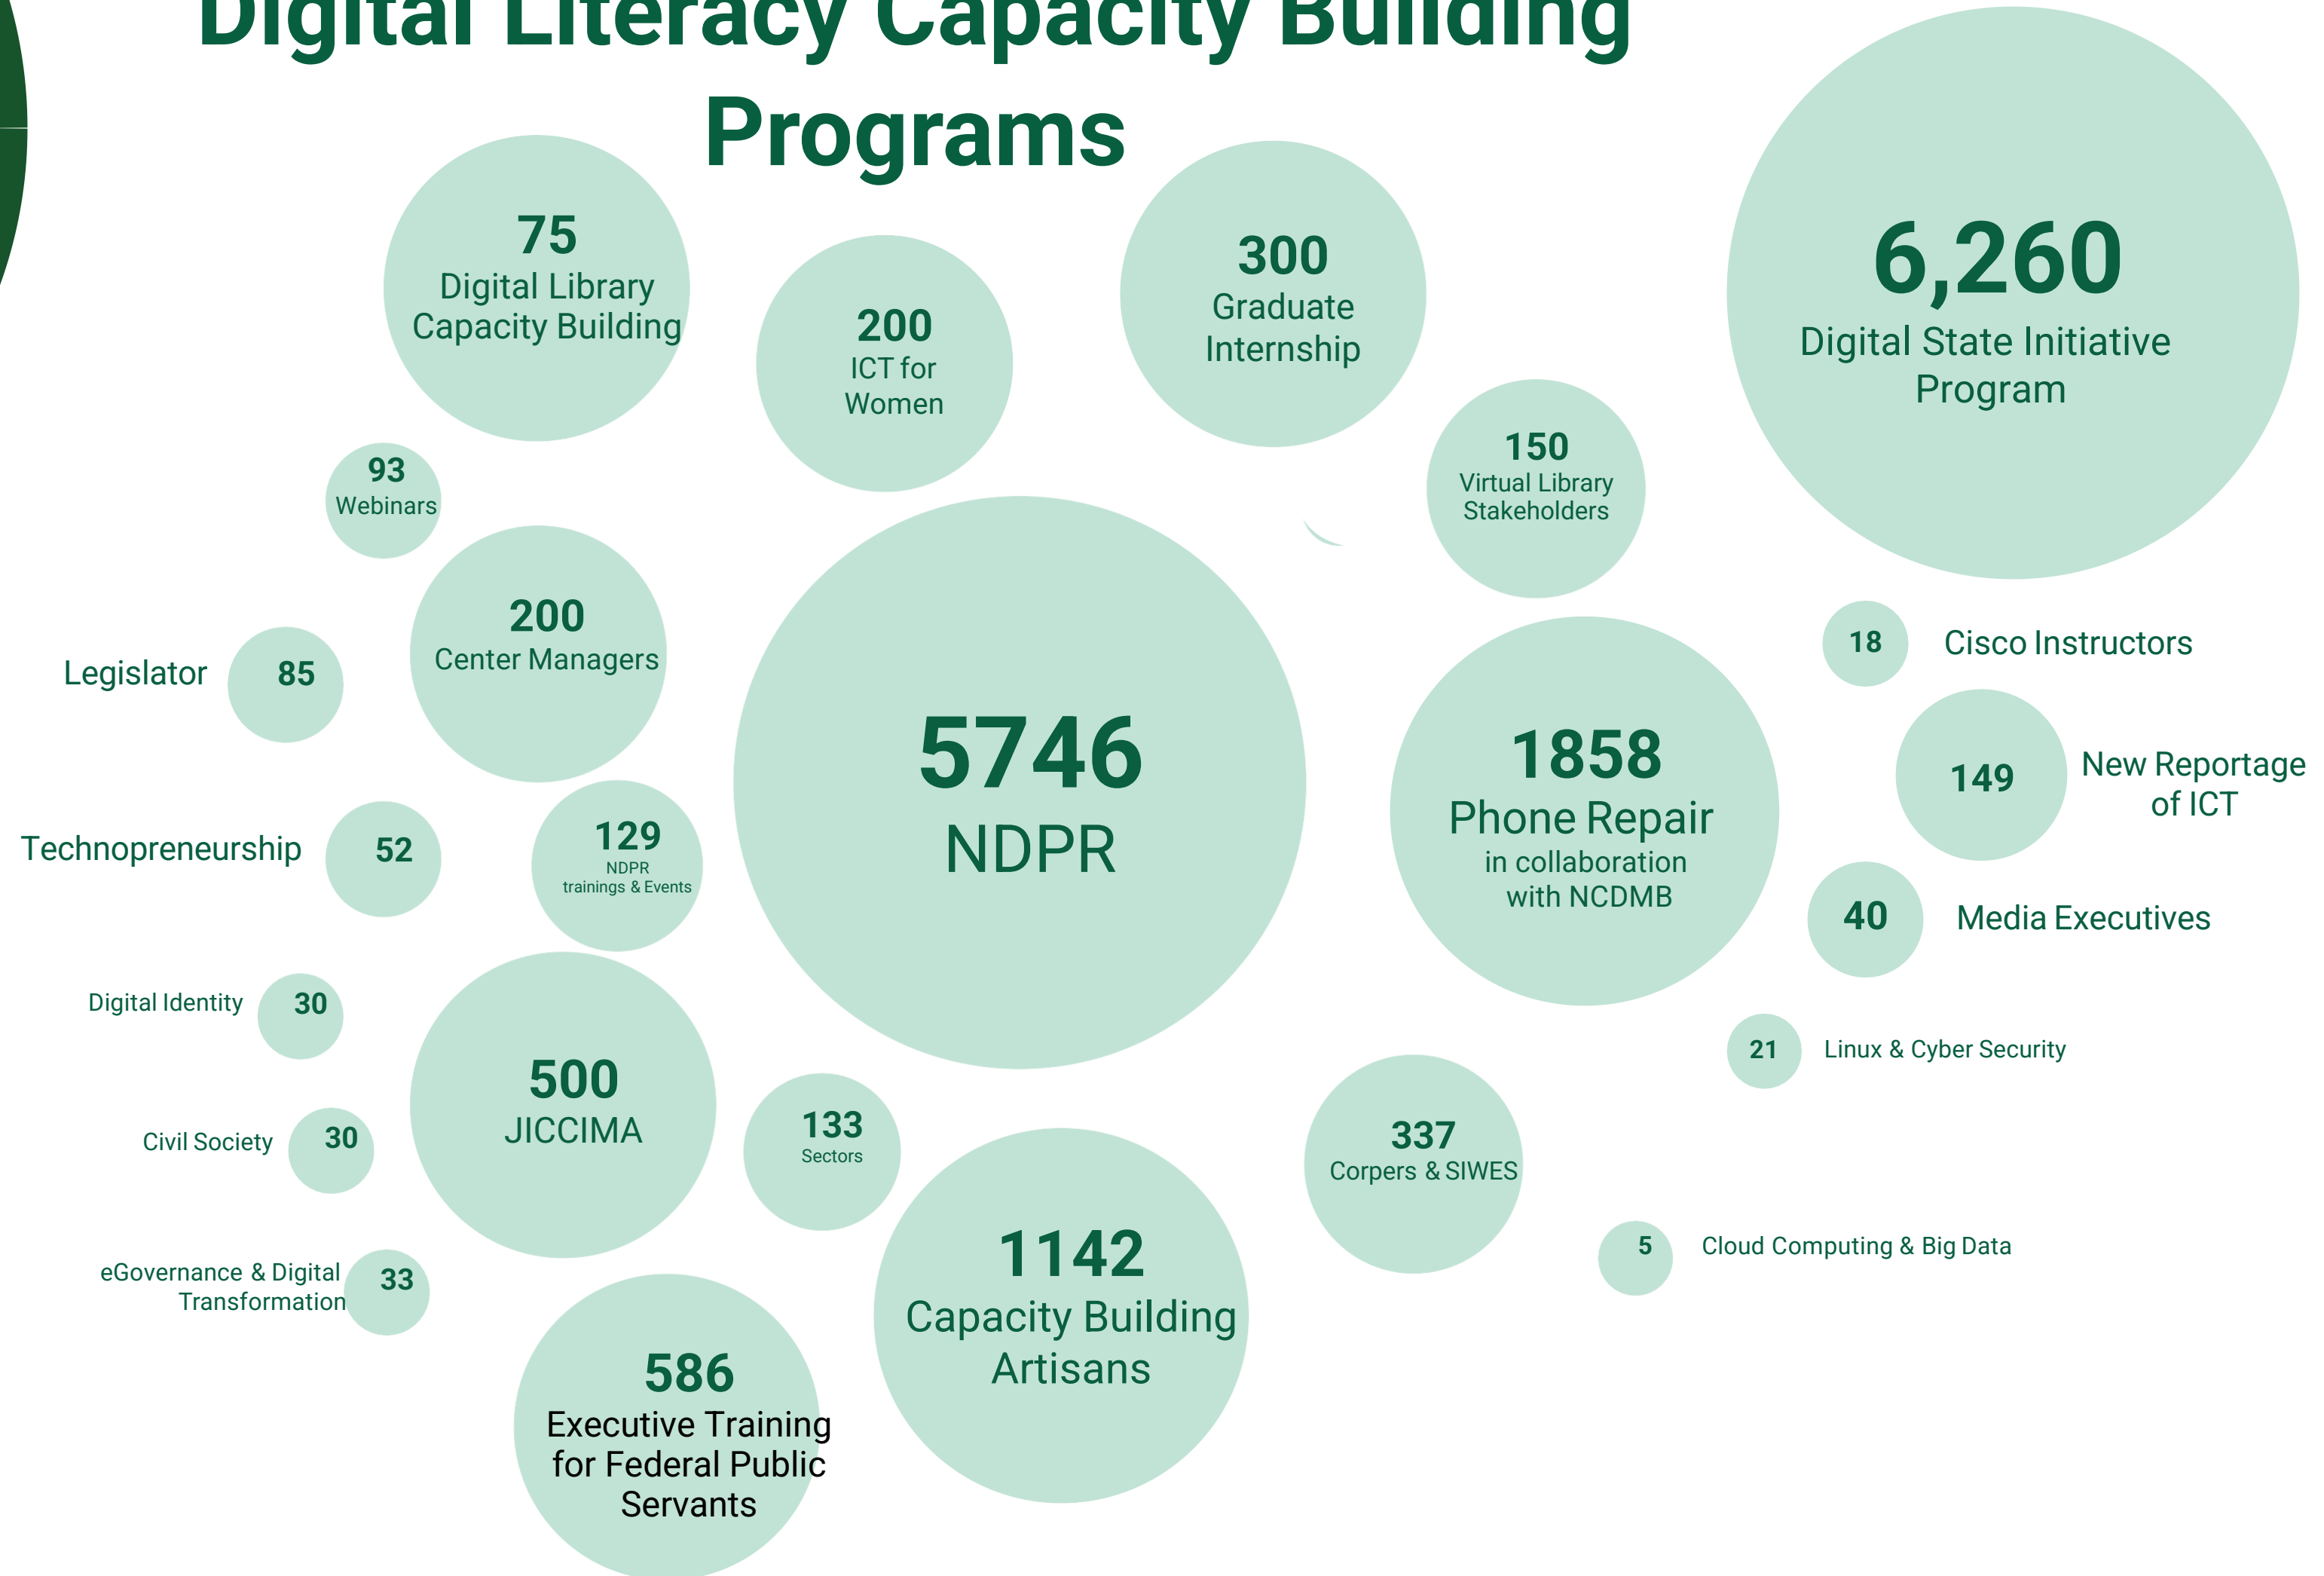 Digital Literacy Capacity Building
Programs
75
Digital Library
Capacity Building
200
ICT for
Women
300
Graduate
Internship
6,260
Digital State Initiative
Program
150
Virtual Library
Stakeholders
93
Webinars
200
Center Managers
Legislator
85
5746
NDPR
1858
Phone Repair
in collaboration
with NCDMB
18
Cisco Instructors
149
New Reportage
of ICT
Technopreneurship
52
129
NDPR
trainings & Events
40
Media Executives
Digital Identity
30
500
JICCIMA
21
Linux & Cyber Security
Civil Society
30
133
Sectors
337
Corpers & SIWES
eGovernance & Digital
Transformation
33
1142
Capacity Building
Artisans
5
Cloud Computing & Big Data
586
Executive Training
for Federal Public
Servants